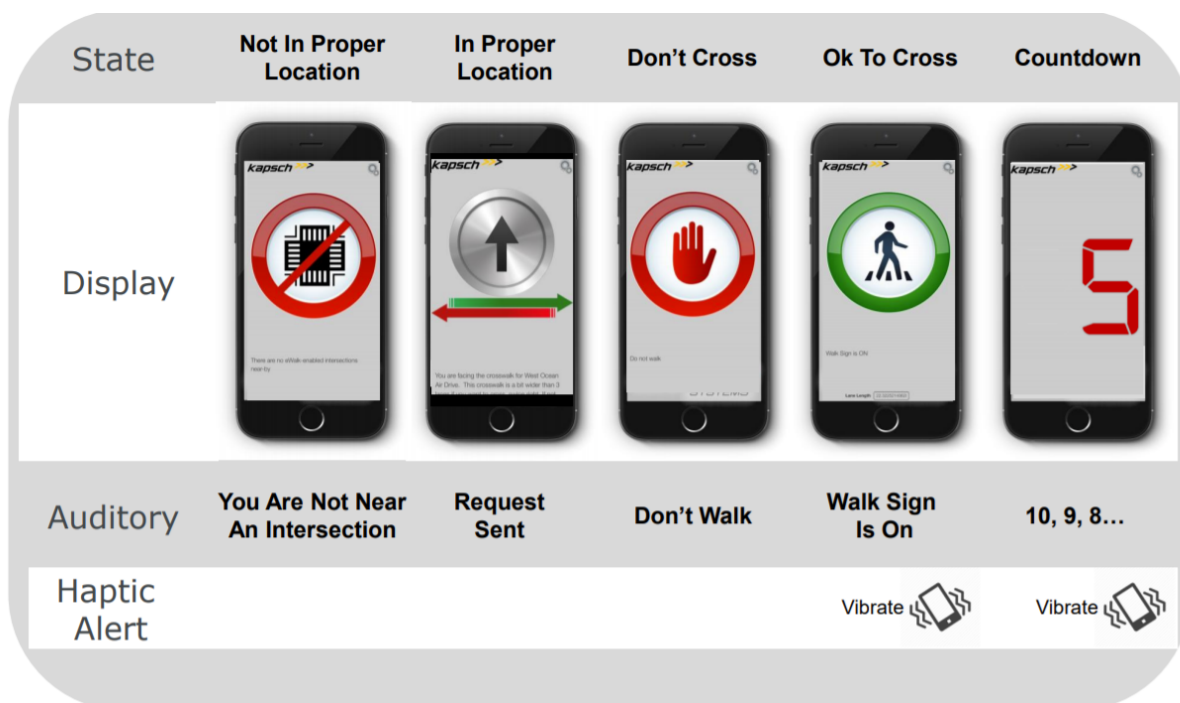 State
Not In Proper
Location
In Proper
Location
Don't Cross
Ok To Cross
Countdown
Display
kapsch >>>
There are no eWalk-enabled intersections
near-by
kapsch >>>
You are facing the crosswalk for West Ocean
Air Drive. This crosswalk is a bit wider than 3
kapsch >>>
Do not walk
SYSTEMS
kapsch >>>
Walk Sign is ON
Lane Length
kapsch >>>
5
Auditory
You Are Not Near
An Intersection
Request
Sent
Don't Walk
Walk Sign
Is On
10, 9, 8...
Haptic
Alert
Vibrate
Vibrate